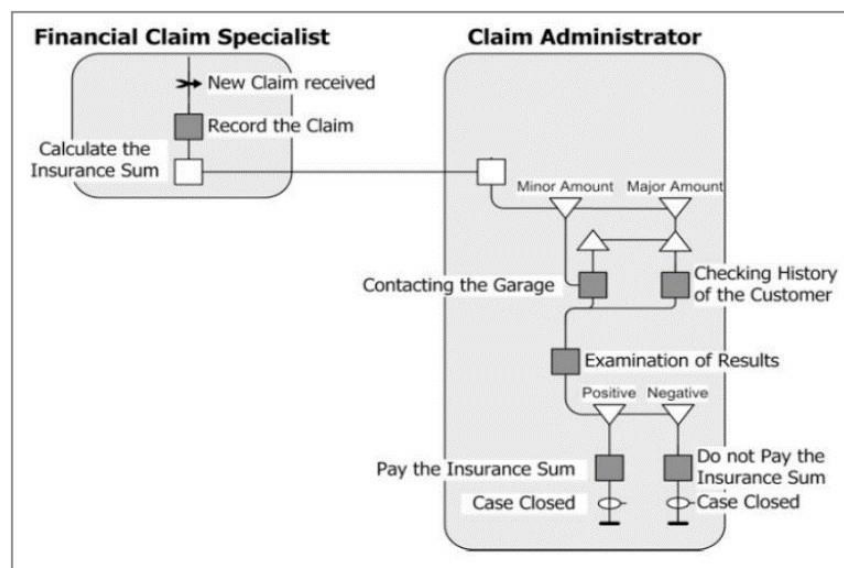 Financial Claim Specialist
Claim Administrator
New Claim received
Record the Claim
Calculate the
Insurance Sum
Minor Amount
Major Amount
Contacting the Garage
Checking History
of the Customer
Examination of Results
Positive
Negative
Pay the Insurance Sum
Do not Pay the
Insurance Sum
Case Closed
Case Closed